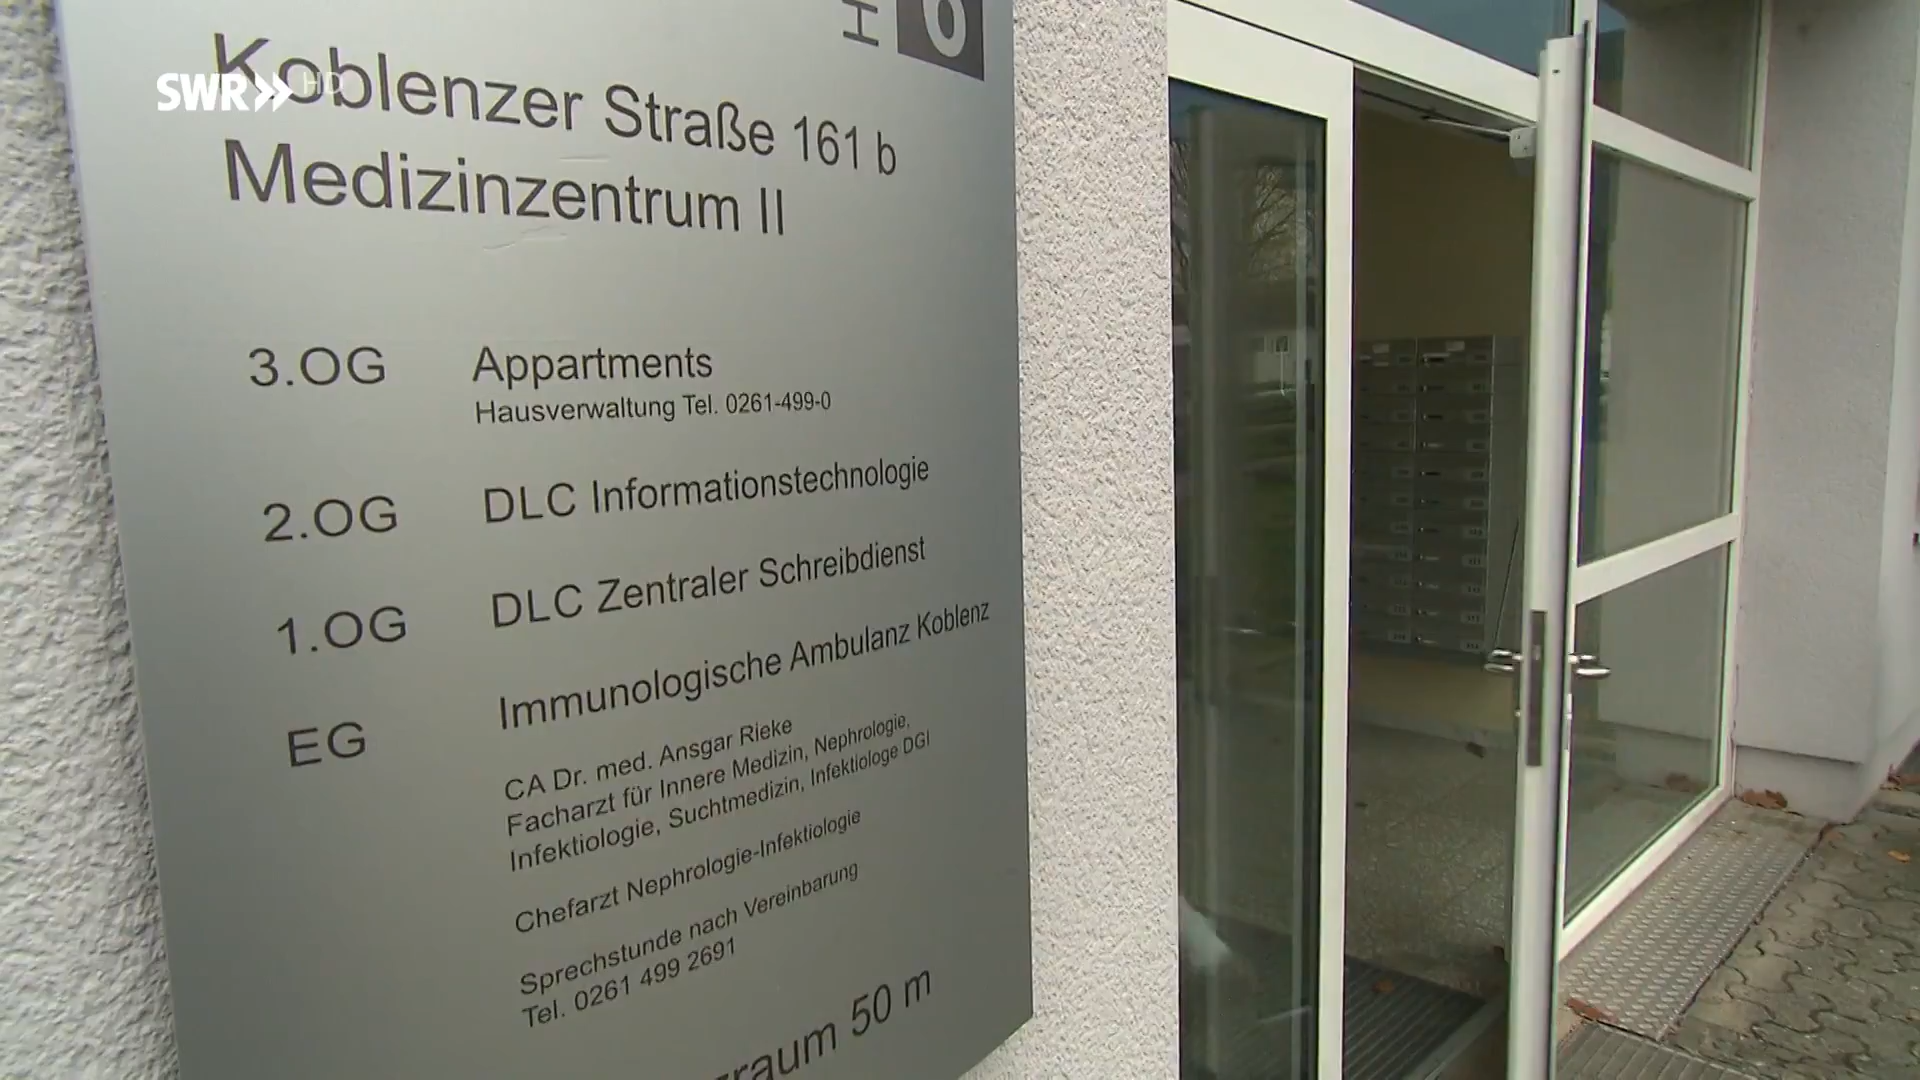 H 6
SWR» HD
Koblenzer Straße 161 b
Medizinzentrum II
3.OG Appartments
Hausverwaltung Tel. 0261-499-0
2.OG DLC Informationstechnologie
1.OG DLC Zentraler Schreibdienst
EG Immunologische Ambulanz Koblenz
CA Dr. med. Ansgar Rieke
Facharzt für Innere Medizin, Nephrologie,
Infektiologie, Suchtmedizin, Infektiologe DGI
Chefarzt Nephrologie-Infektiologie
Sprechstunde nach Vereinbarung
Tel. 0261 499 2691
50 m